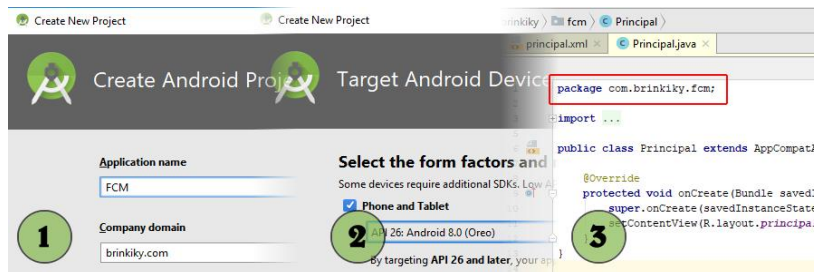 Create New Project
Create Android Proj
Application name
FCM
Company domain
brinkiky.com
1
Create New Project
Target Android Device
Select the form factors and
Some devices require additional SDKs. Low A
Phone and Tablet
API 26: Android 8.0 (Oreo)
By targeting API 26 and later, your ap
2
fcm Principal
principal.xml × Principal.java ×
package com.brinkiky.fcm;
import ...
public class Principal extends AppCompatA
@Override
protected void onCreate(Bundle savedI
super.onCreate(savedInstanceState
setContentView(R.layout.principa
}
}
3